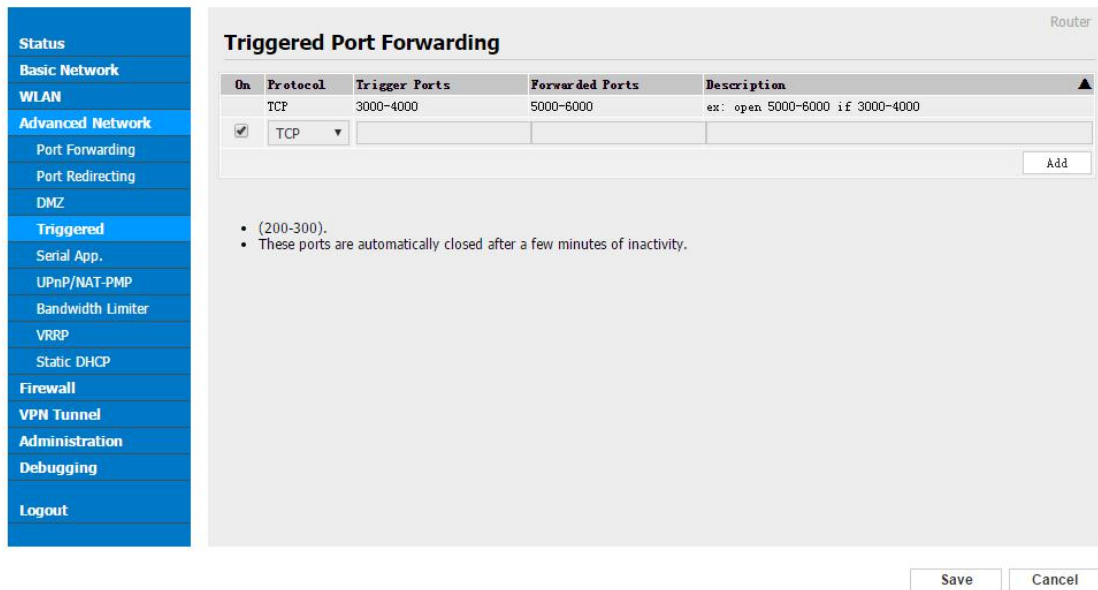 Router
Status
Basic Network
WLAN
Advanced Network
Port Forwarding
Port Redirecting
DMZ
Triggered
Serial App.
UPnP/NAT-PMP
Bandwidth Limiter
VRRP
Static DHCP
Firewall
VPN Tunnel
Administration
Debugging
Logout
Triggered Port Forwarding
On Protocol Trigger Ports Forwarded Ports Description
TCP 3000-4000 5000-6000 ex: open 5000-6000 if 3000-4000
TCP
Add
• (200-300).
• These ports are automatically closed after a few minutes of inactivity.
Save Cancel